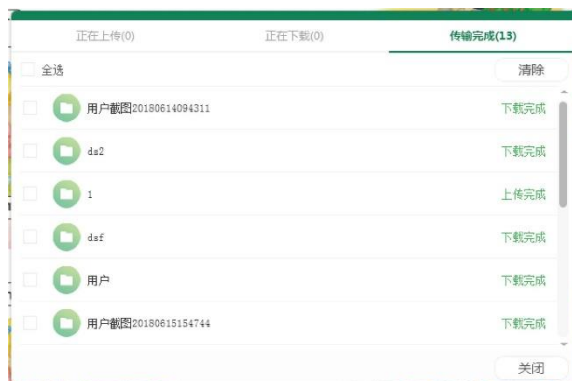 正在上传(0) 正在下载(0) 传输完成(13)
全选 清除
用户截图20180614094311 下载完成
ds2 下载完成
1 上传完成
dsf 下载完成
用户 下载完成
用户截图20180615154744 下载完成
关闭